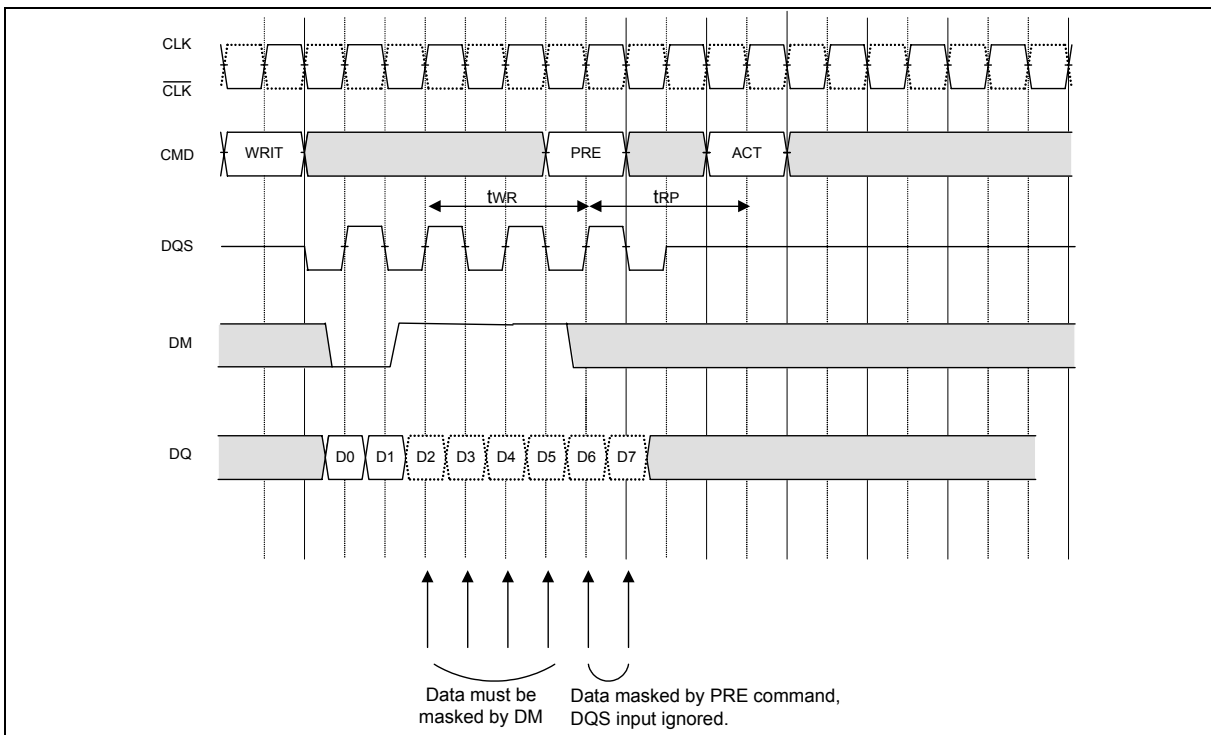 CLK
CLK
CMD WRIT PRE ACT
tWR tRP
DQS
DM
DQ D0 D1 D2 D3 D4 D5 D6 D7
Data must be Data masked by PRE command,
masked by DM DQS input ignored.